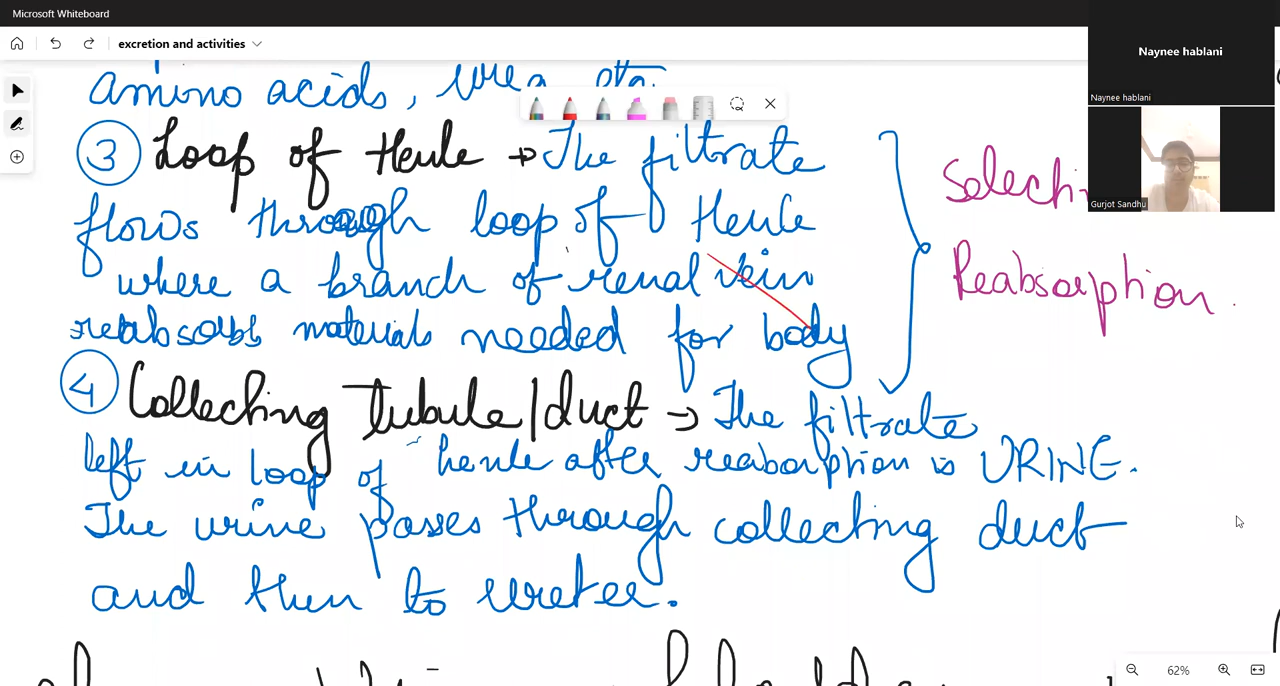 Microsoft Whiteboard
excretion and activities
Naynee hablani
Naynee hablani
Gurjot Sandhu
amino acids, urea etc.
3 Loop of Henle → The filtrate
flows through loop of Henle
where a branch of renal vein
reabsorbs materials needed for body
Selecti
Reabsorption.
4 Collecting Tubule/duct → The filtrate
left in loop of henle after reaborption is URINE.
The urine passes through collecting duct
and then to ureter.
62%